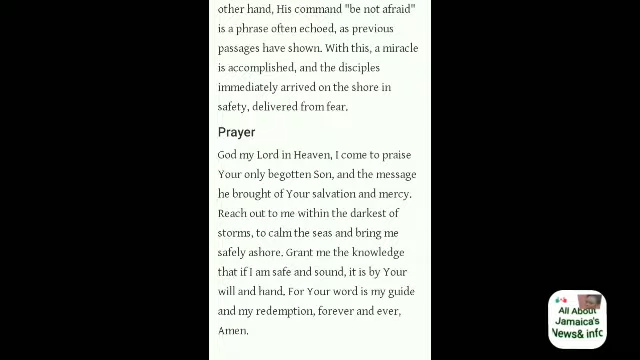 other hand, His command "be not afraid"
is a phrase often echoed, as previous
passages have shown. With this, a miracle
is accomplished, and the disciples
immediately arrived on the shore in
safety, delivered from fear.
Prayer
God my Lord in Heaven, I come to praise
Your only begotten Son, and the message
he brought of Your salvation and mercy.
Reach out to me within the darkest of
storms, to calm the seas and bring me
safely ashore. Grant me the knowledge
that if I am safe and sound, it is by Your
will and hand. For Your word is my guide
and my redemption, forever and ever,
Amen.
All About
Jamaica's
News& info